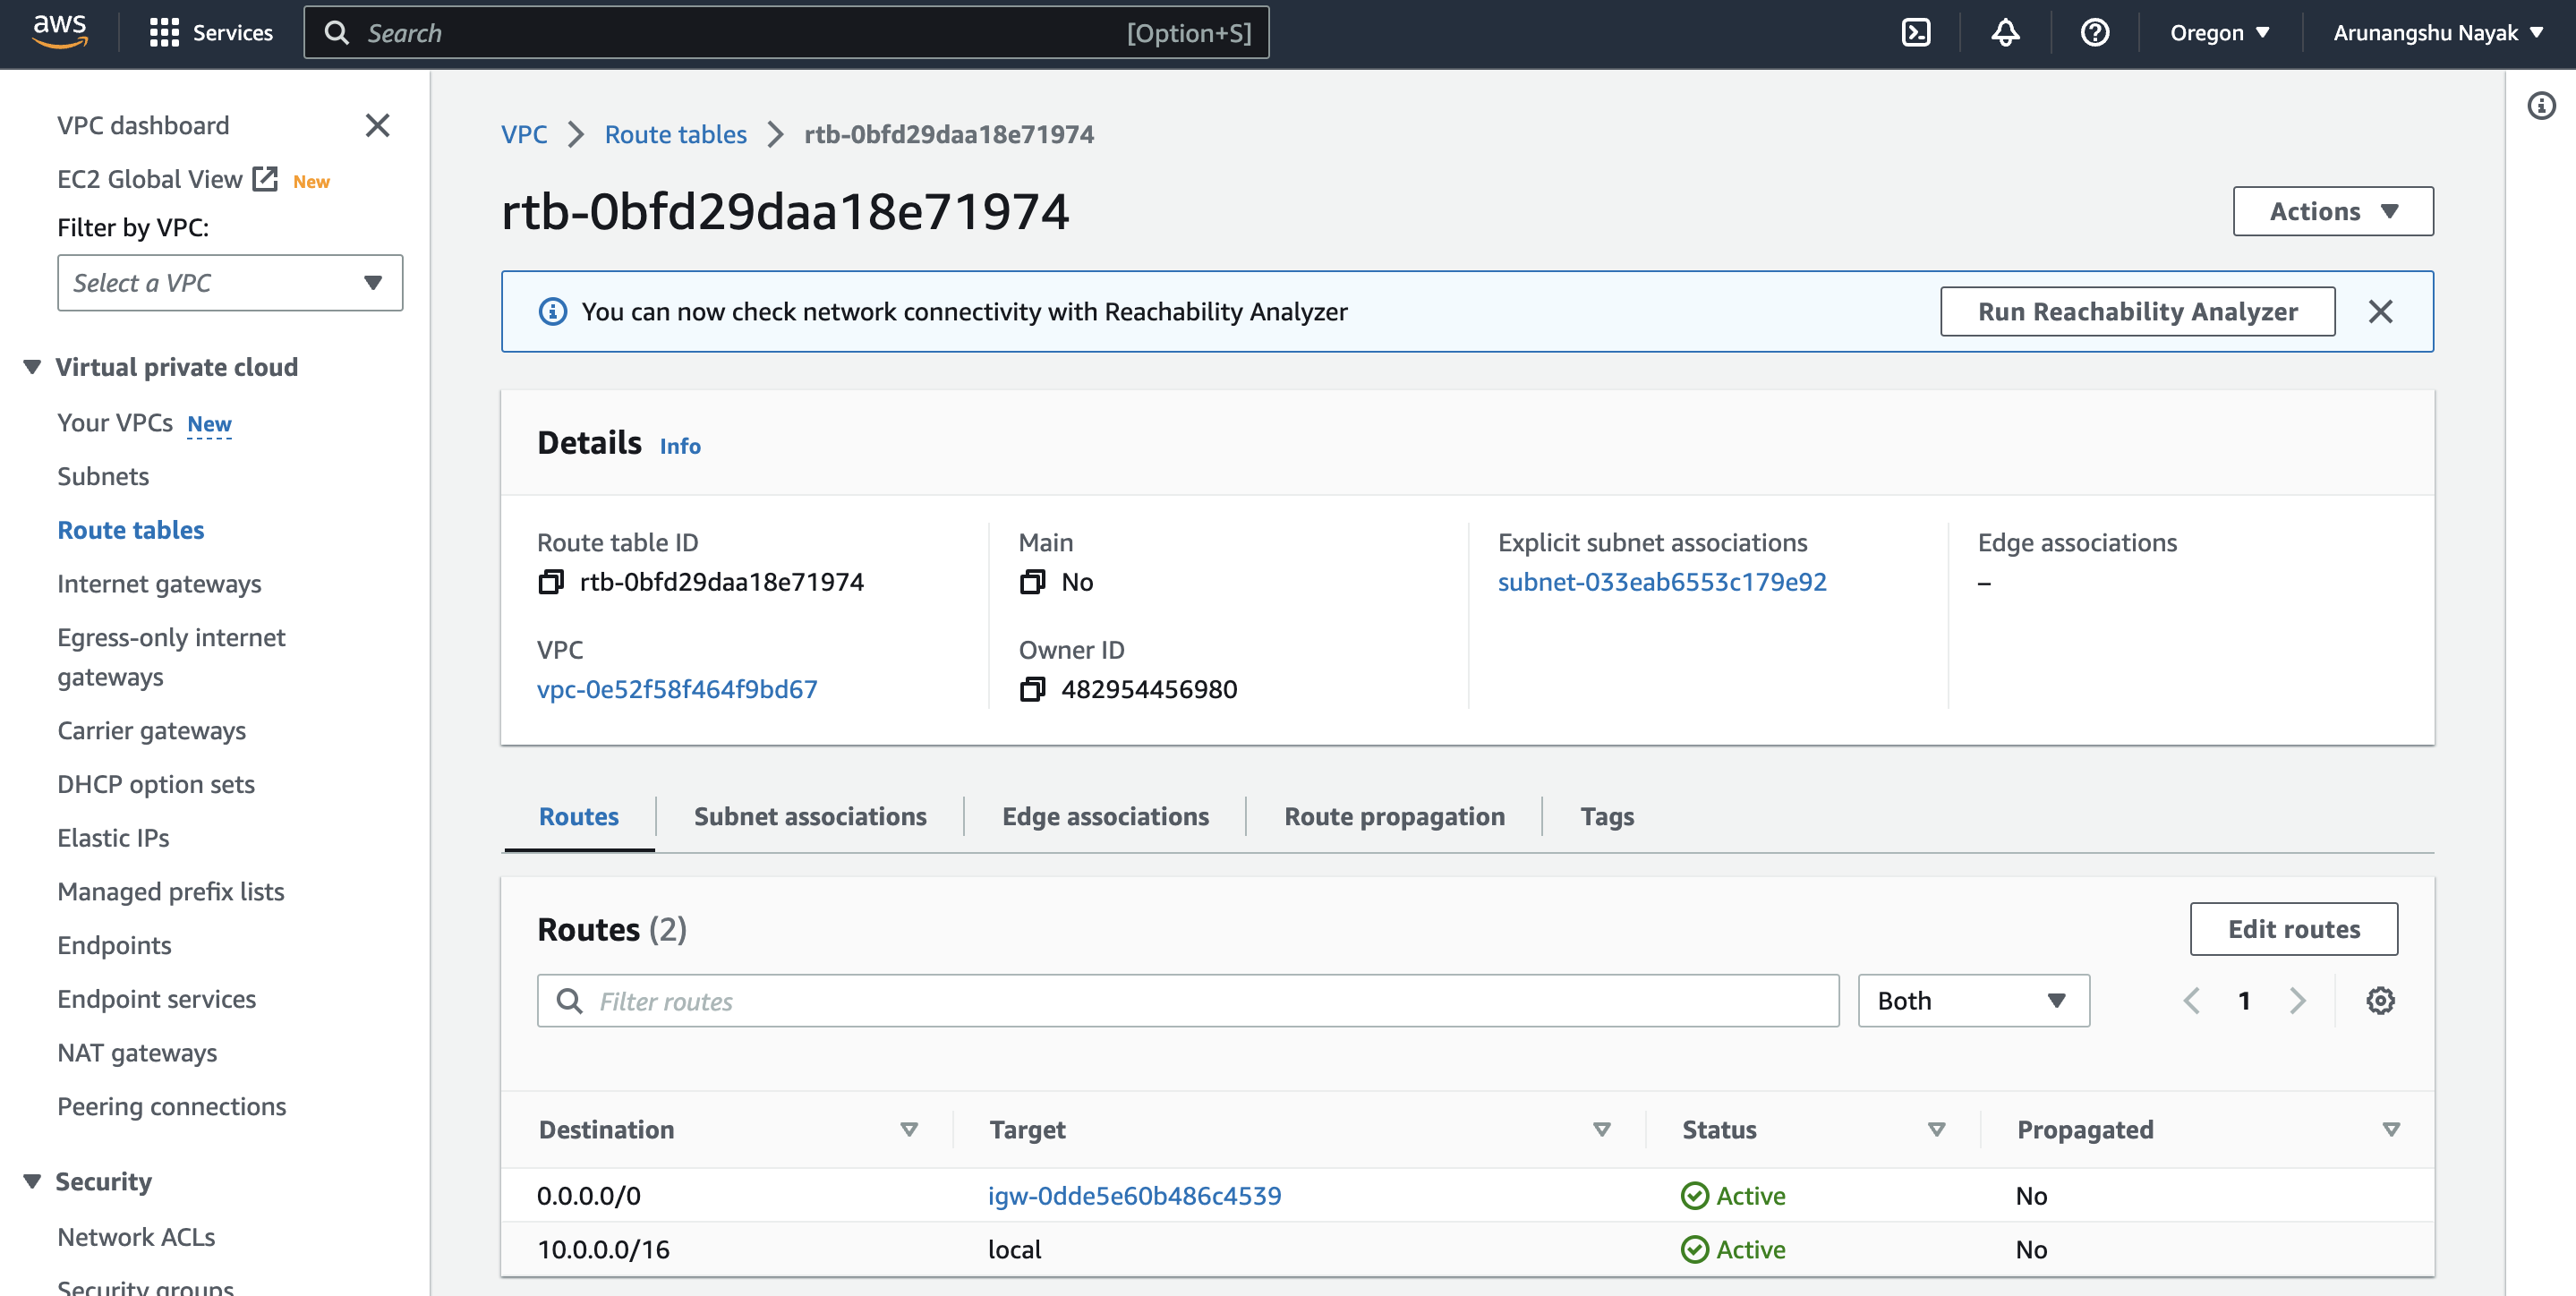 aws
Services
Search [Option+S]
Oregon
Arunangshu Nayak
VPC dashboard
EC2 Global View New
Filter by VPC:
Select a VPC
Virtual private cloud
Your VPCs New
Subnets
Route tables
Internet gateways
Egress-only internet
gateways
Carrier gateways
DHCP option sets
Elastic IPs
Managed prefix lists
Endpoints
Endpoint services
NAT gateways
Peering connections
Security
Network ACLs
Security groups
VPC Route tables rtb-0bfd29daa18e71974
rtb-0bfd29daa18e71974
Actions
You can now check network connectivity with Reachability Analyzer
Run Reachability Analyzer
Details Info
Route table ID
rtb-0bfd29daa18e71974
Main
No
Explicit subnet associations
subnet-033eab6553c179e92
Edge associations
–
VPC
vpc-0e52f58f464f9bd67
Owner ID
482954456980
Routes Subnet associations Edge associations Route propagation Tags
Routes (2)
Edit routes
Filter routes
Both
1
Destination Target Status Propagated
0.0.0.0/0 igw-0dde5e60b486c4539 Active No
10.0.0.0/16 local Active No